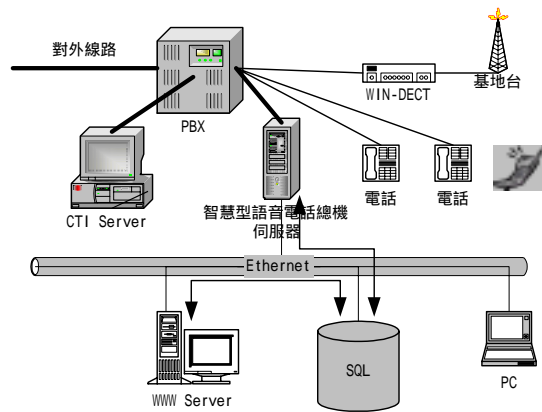 對外線路
PBX
WIN-DECT
基地台
CTI Server
智慧型語音電話總機
伺服器
電話
電話
Ethernet
WWW Server
SQL
PC